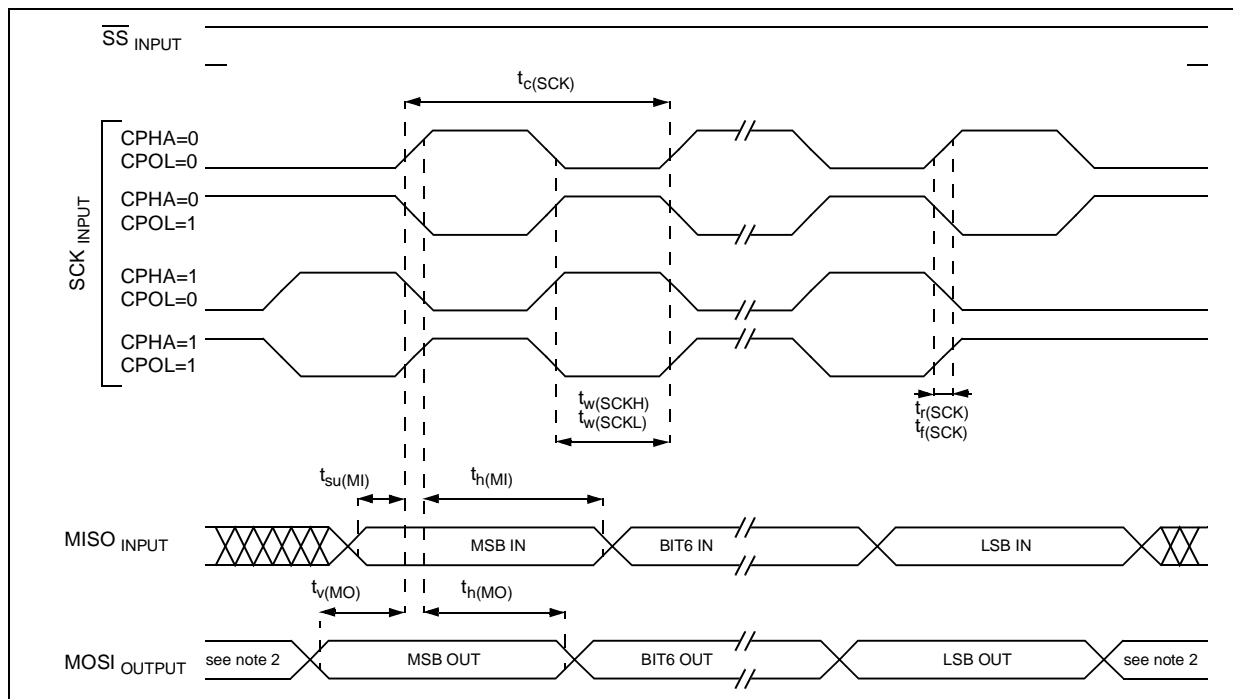 SS INPUT
tc(SCK)
SCK INPUT
CPHA=0
CPOL=0
CPHA=0
CPOL=1
CPHA=1
CPOL=0
CPHA=1
CPOL=1
tw(SCKH)
tw(SCKL)
tr(SCK)
tf(SCK)
tsu(MI)
th(MI)
MISO INPUT
MSB IN
BIT6 IN
LSB IN
tv(MO)
th(MO)
MOSI OUTPUT
see note 2
MSB OUT
BIT6 OUT
LSB OUT
see note 2